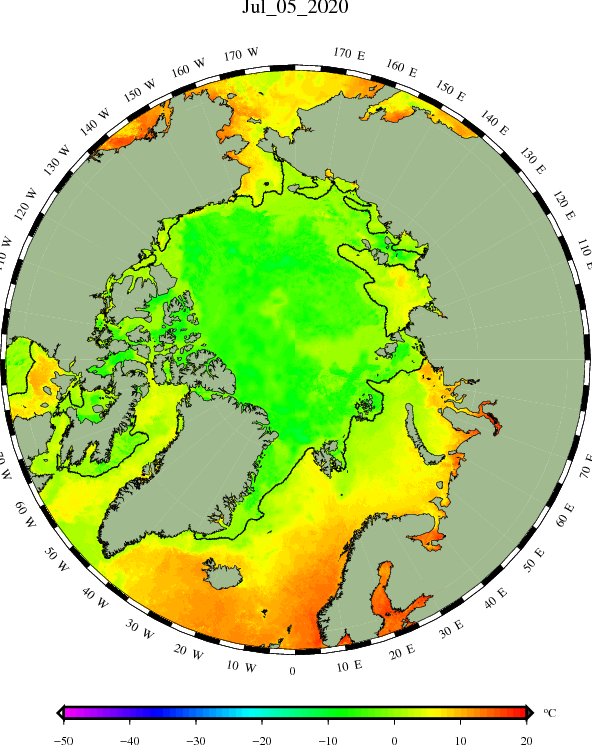 Jul_05_2020
170 W
170 E
160 W
160 E
150 W
150 E
140 W
140 E
130 W
130 E
120 W
120 E
110 E
70 E
60 W
60 E
50 W
50 E
40 W
40 E
30 W
30 E
20 W
20 E
10 W
10 E
0
°C
−50 −40 −30 −20 −10 0 10 20